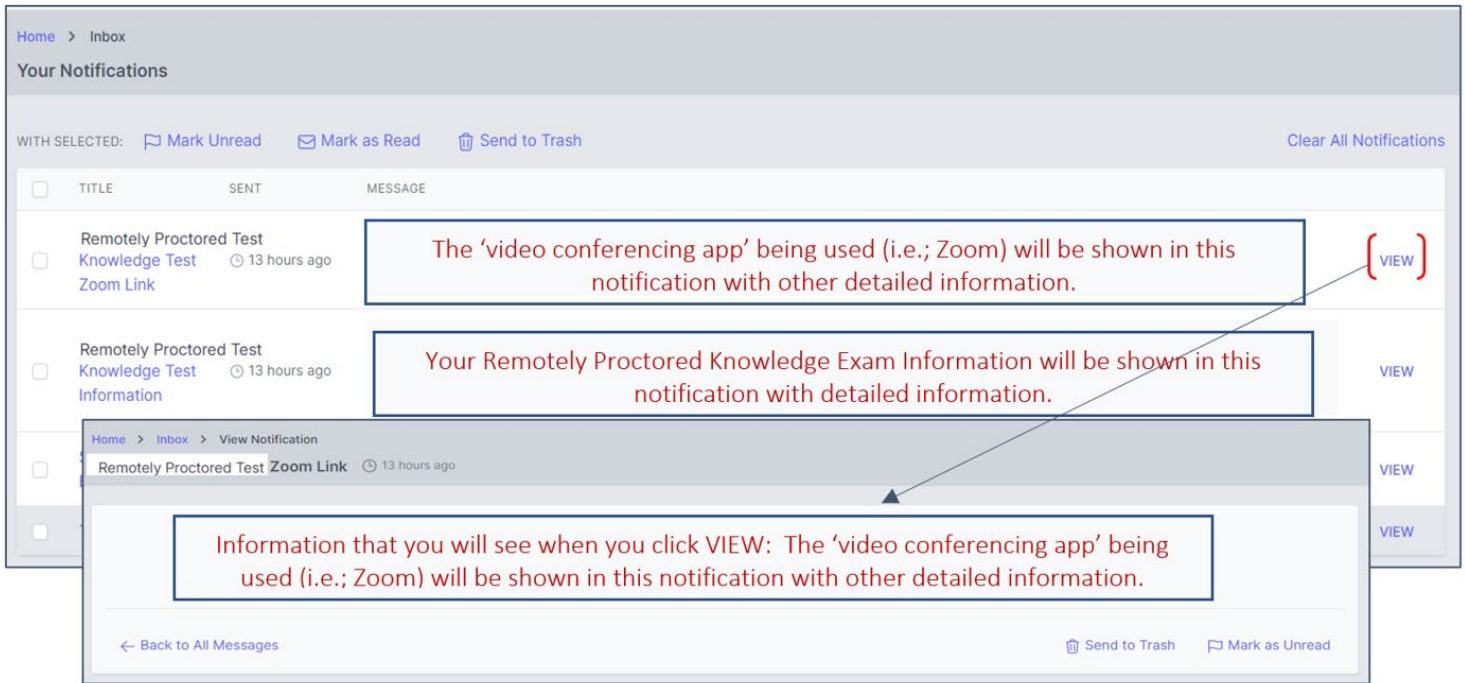 Home > Inbox
Your Notifications
WITH SELECTED: Mark Unread Mark as Read Send to Trash Clear All Notifications
TITLE SENT MESSAGE
Remotely Proctored Test
Knowledge Test 13 hours ago
Zoom Link
The ‘video conferencing app’ being used (i.e.; Zoom) will be shown in this
notification with other detailed information.
VIEW
Remotely Proctored Test
Knowledge Test 13 hours ago
Information
Your Remotely Proctored Knowledge Exam Information will be shown in this
notification with detailed information.
VIEW
VIEW
VIEW
Home > Inbox > View Notification
Remotely Proctored Test Zoom Link 13 hours ago
Information that you will see when you click VIEW: The ‘video conferencing app’ being
used (i.e.; Zoom) will be shown in this notification with other detailed information.
← Back to All Messages Send to Trash Mark as Unread